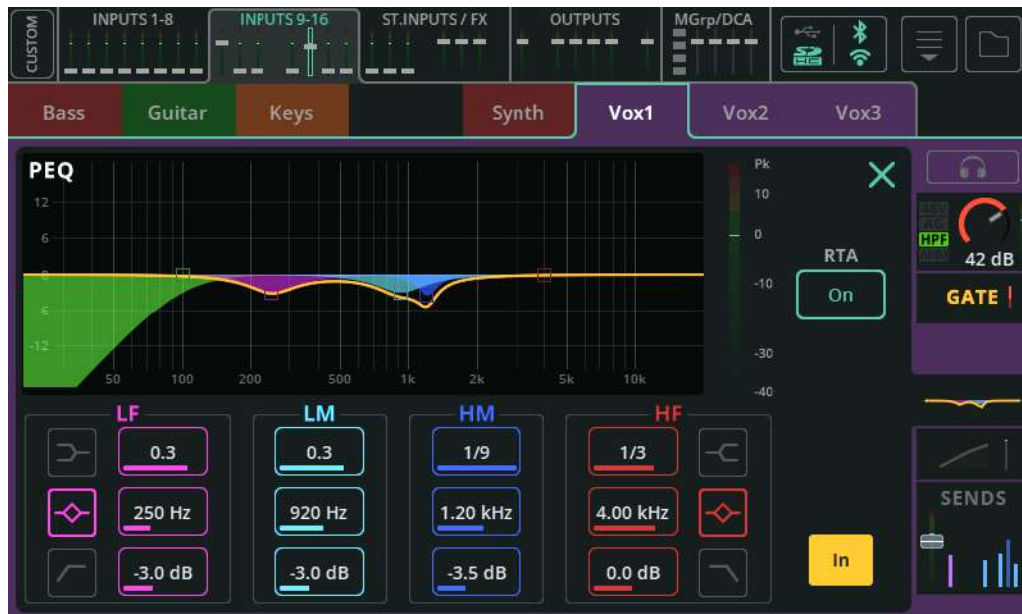 CUSTOM
INPUTS 1-8
INPUTS 9-16
ST.INPUTS / FX
OUTPUTS
MGrp/DCA
Bass
Guitar
Keys
Synth
Vox1
Vox2
Vox3
PEQ
12
6
0
-6
-12
50
100
200
500
1k
2k
5k
10k
Pk
10
0
-10
-30
-40
RTA
On
48V
HPF
42 dB
GATE
LF
LM
HM
HF
0.3
0.3
1/9
1/3
250 Hz
920 Hz
1.20 kHz
4.00 kHz
-3.0 dB
-3.0 dB
-3.5 dB
0.0 dB
In
SENDS